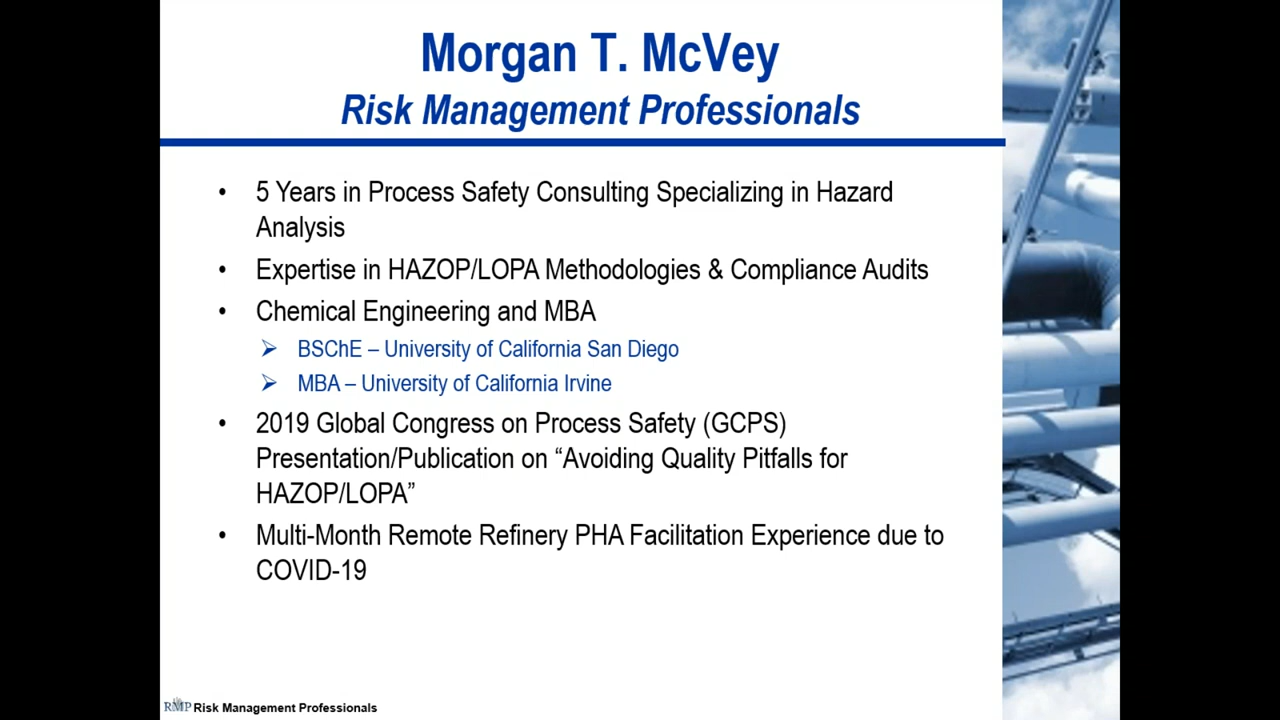 Morgan T. McVey
Risk Management Professionals
• 5 Years in Process Safety Consulting Specializing in Hazard
Analysis
• Expertise in HAZOP/LOPA Methodologies & Compliance Audits
• Chemical Engineering and MBA
➢ BSChE – University of California San Diego
➢ MBA – University of California Irvine
• 2019 Global Congress on Process Safety (GCPS)
Presentation/Publication on “Avoiding Quality Pitfalls for
HAZOP/LOPA”
• Multi-Month Remote Refinery PHA Facilitation Experience due to
COVID-19
RMP Risk Management Professionals